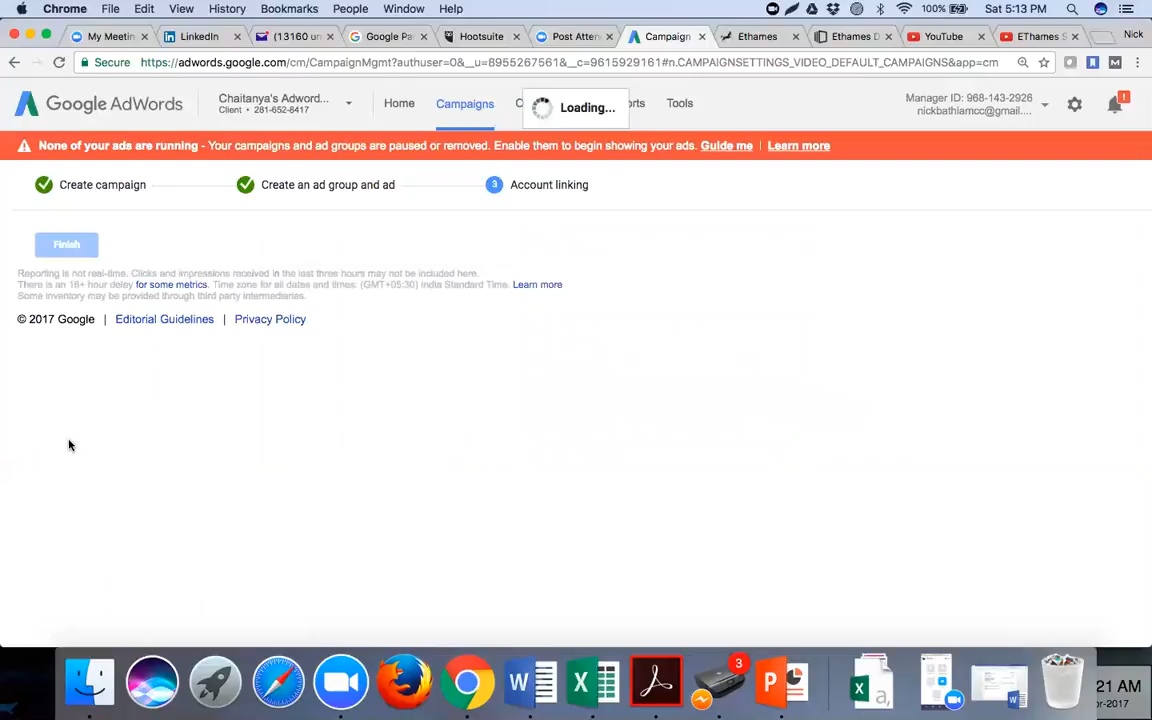 Chrome File Edit View History Bookmarks People Window Help 100% Sat 5:13 PM
My Meetin LinkedIn (13160 un Google Pa Hootsuite Post Atten Campaign Ethames Ethames D YouTube EThames S Nick
Secure https://adwords.google.com/cm/CampaignMgmt?authuser=0&__u=8955267561&__c=9615929161#n.CAMPAIGNSETTINGS_VIDEO_DEFAULT_CAMPAIGNS&app=cm
Google AdWords
Chaitanya's Adword...
Client • 281-652-8417
Home Campaigns Loading... orts Tools
Manager ID: 968-143-2926
nickbathiamcc@gmail....
!
None of your ads are running - Your campaigns and ad groups are paused or removed. Enable them to begin showing your ads. Guide me | Learn more
Create campaign Create an ad group and ad 3 Account linking
Finish
Reporting is not real-time. Clicks and impressions received in the last three hours may not be included here.
There is an 18+ hour delay for some metrics. Time zone for all dates and times: (GMT+05:30) India Standard Time. Learn more
Some inventory may be provided through third party intermediaries.
© 2017 Google | Editorial Guidelines | Privacy Policy
3
21 AM
r-2017